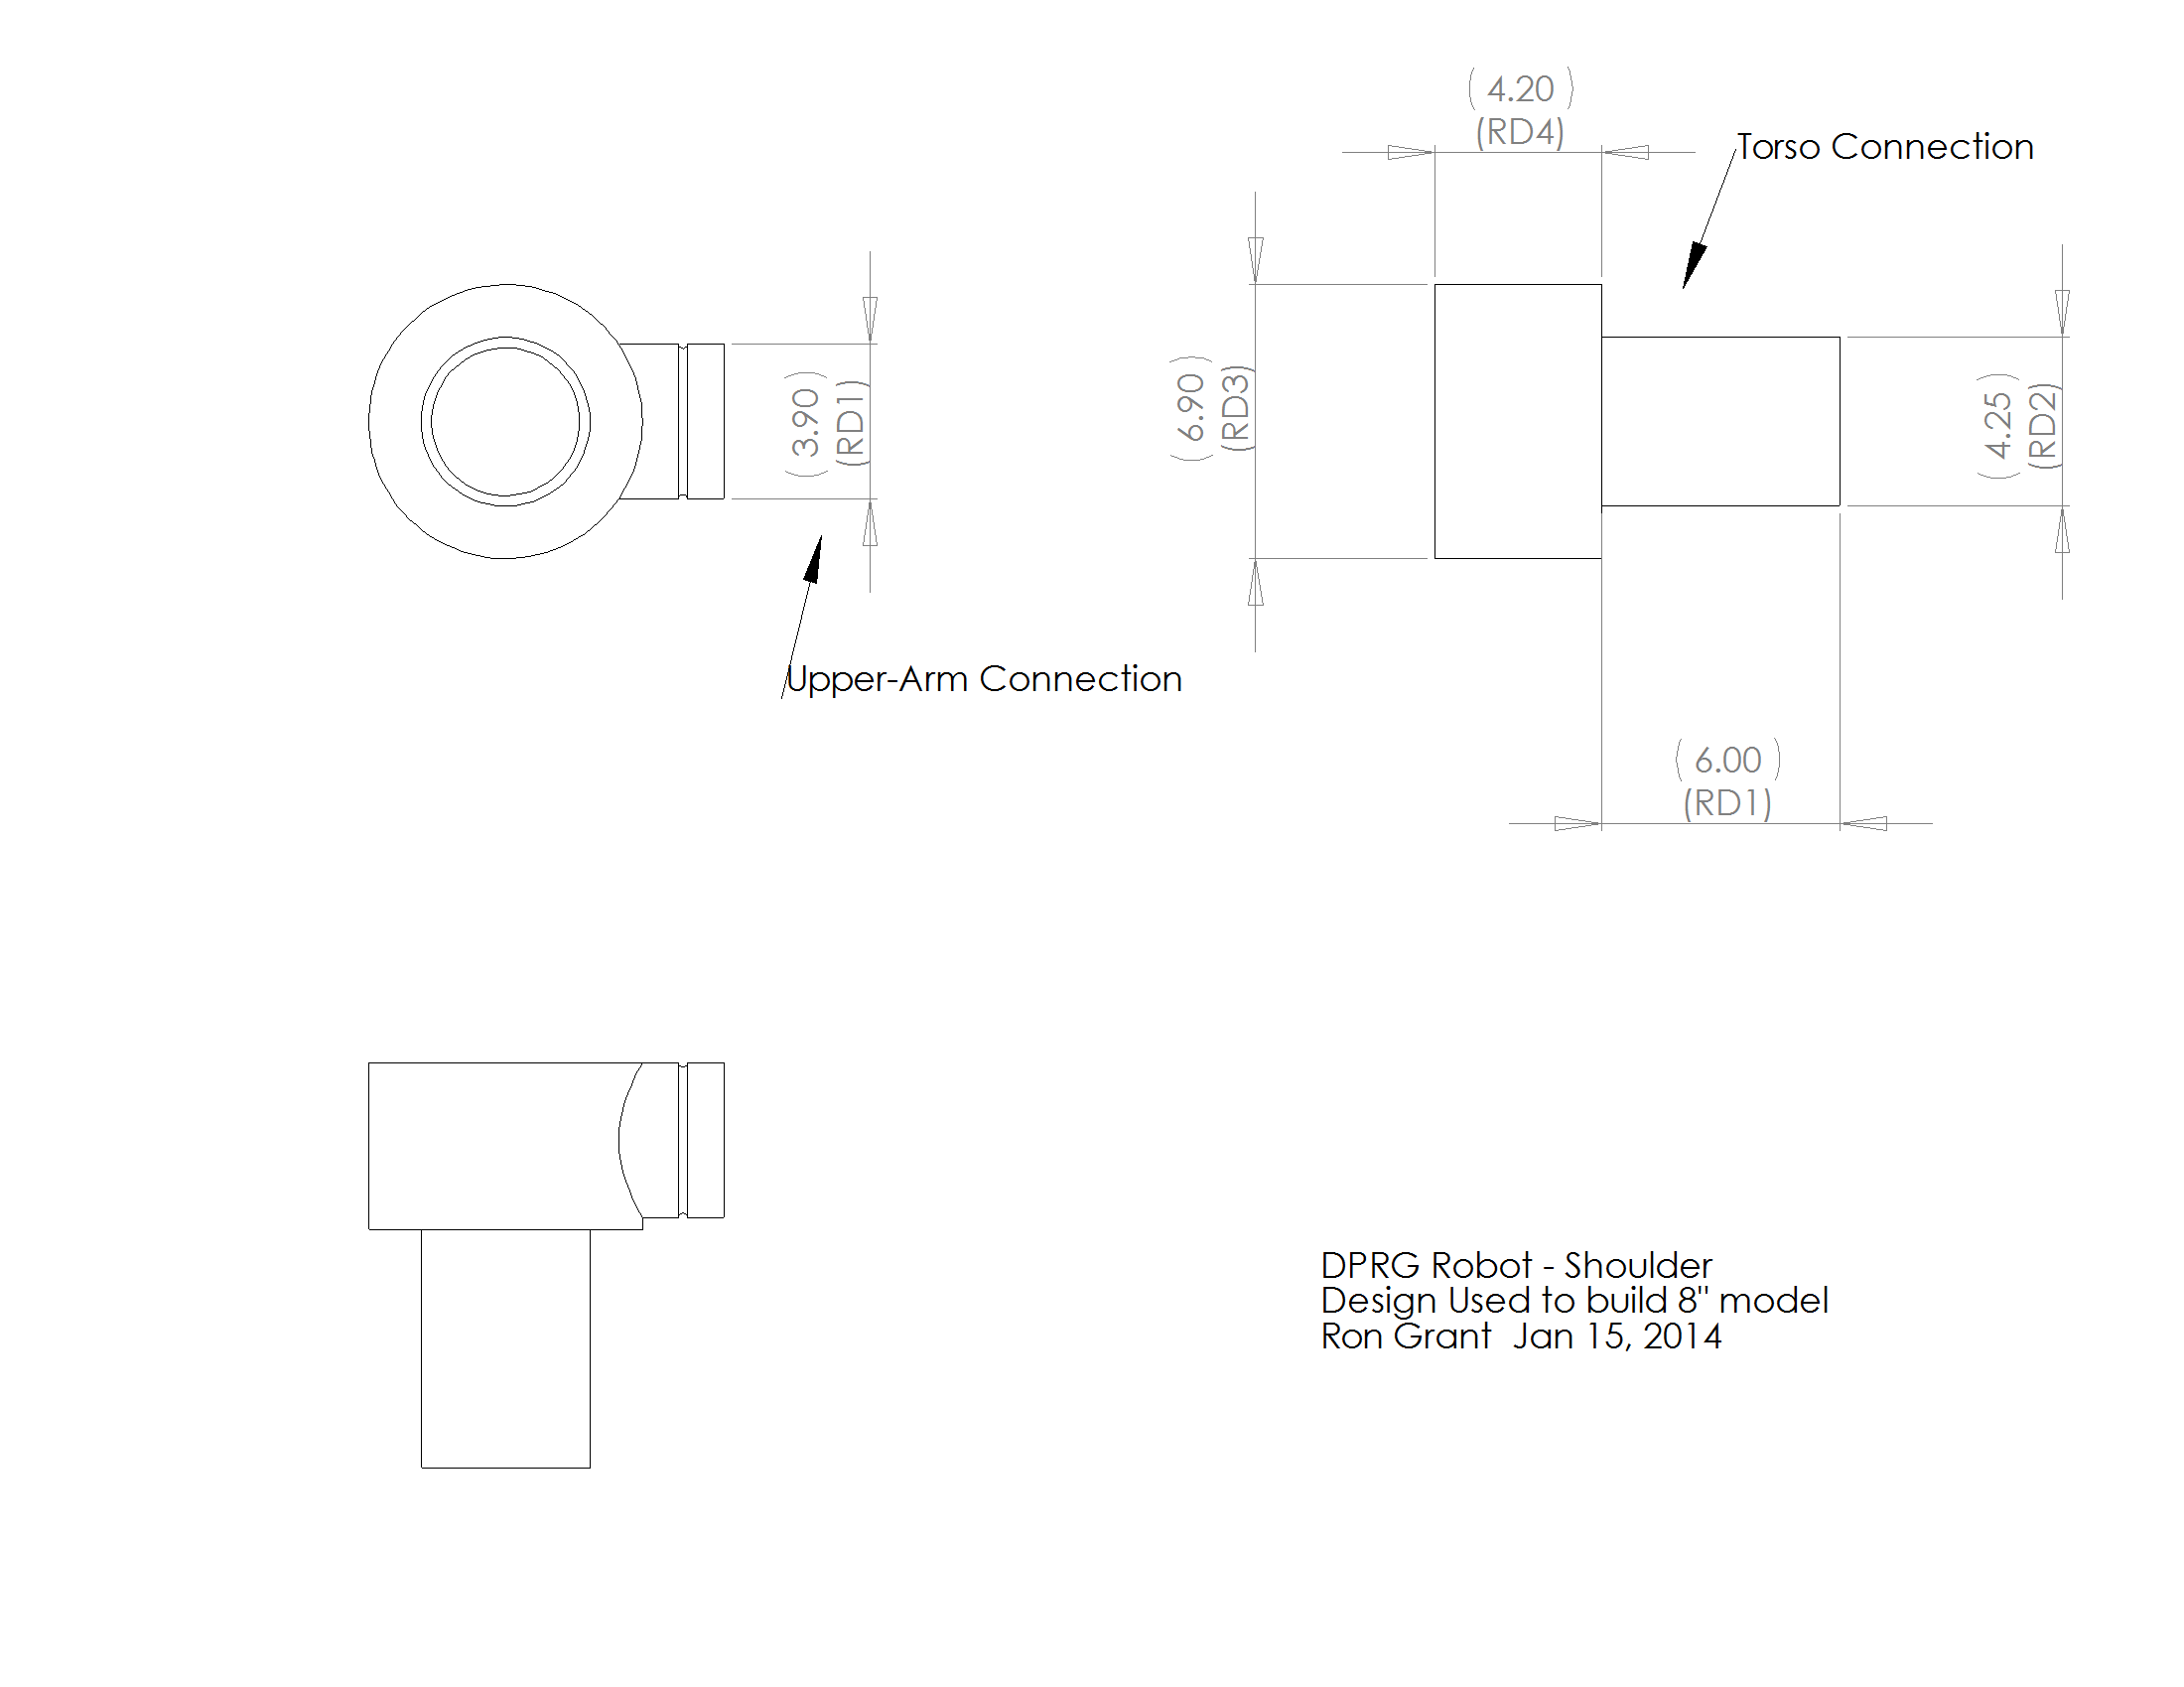 ( 4.20 )
(RD4)
Torso Connection
( 3.90 )
(RD1)
( 6.90 )
(RD3)
( 4.25 )
(RD2)
Upper-Arm Connection
( 6.00 )
(RD1)
DPRG Robot - Shoulder
Design Used to build 8" model
Ron Grant  Jan 15, 2014